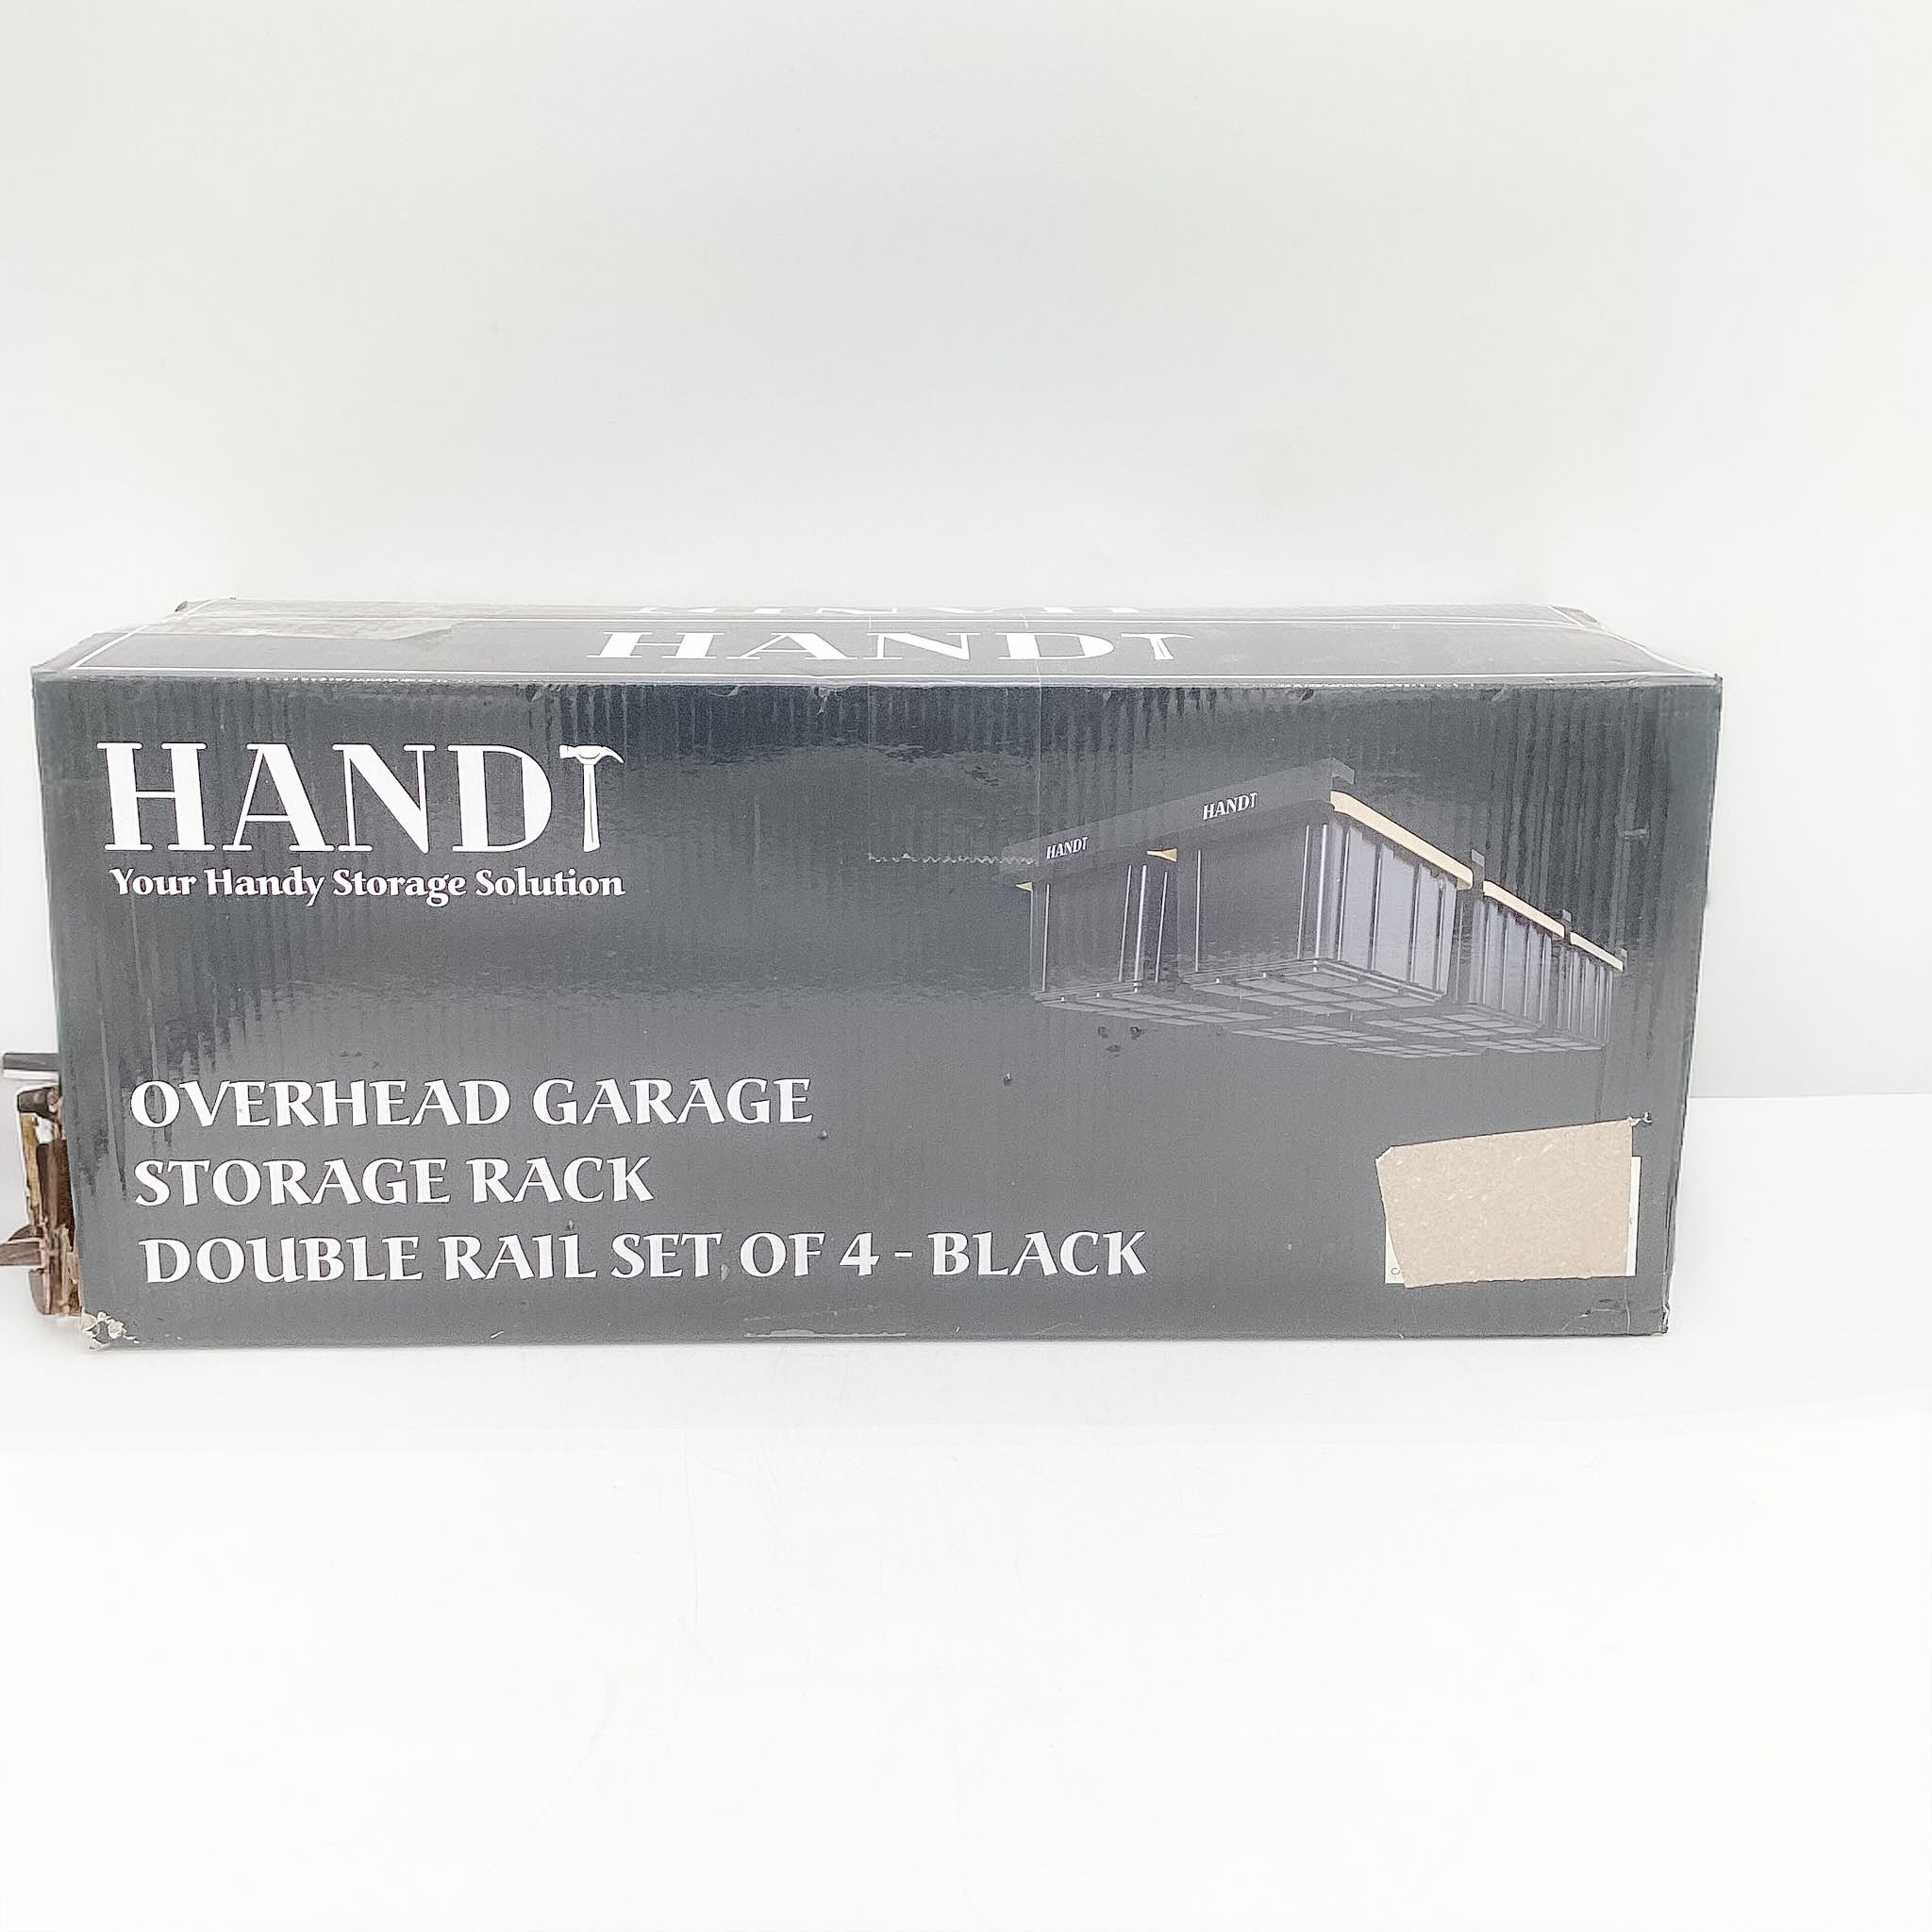 HANDI
HANDI
Your Handy Storage Solution
HANDI
HANDI
OVERHEAD GARAGE
STORAGE RACK
DOUBLE RAIL SET OF 4 - BLACK